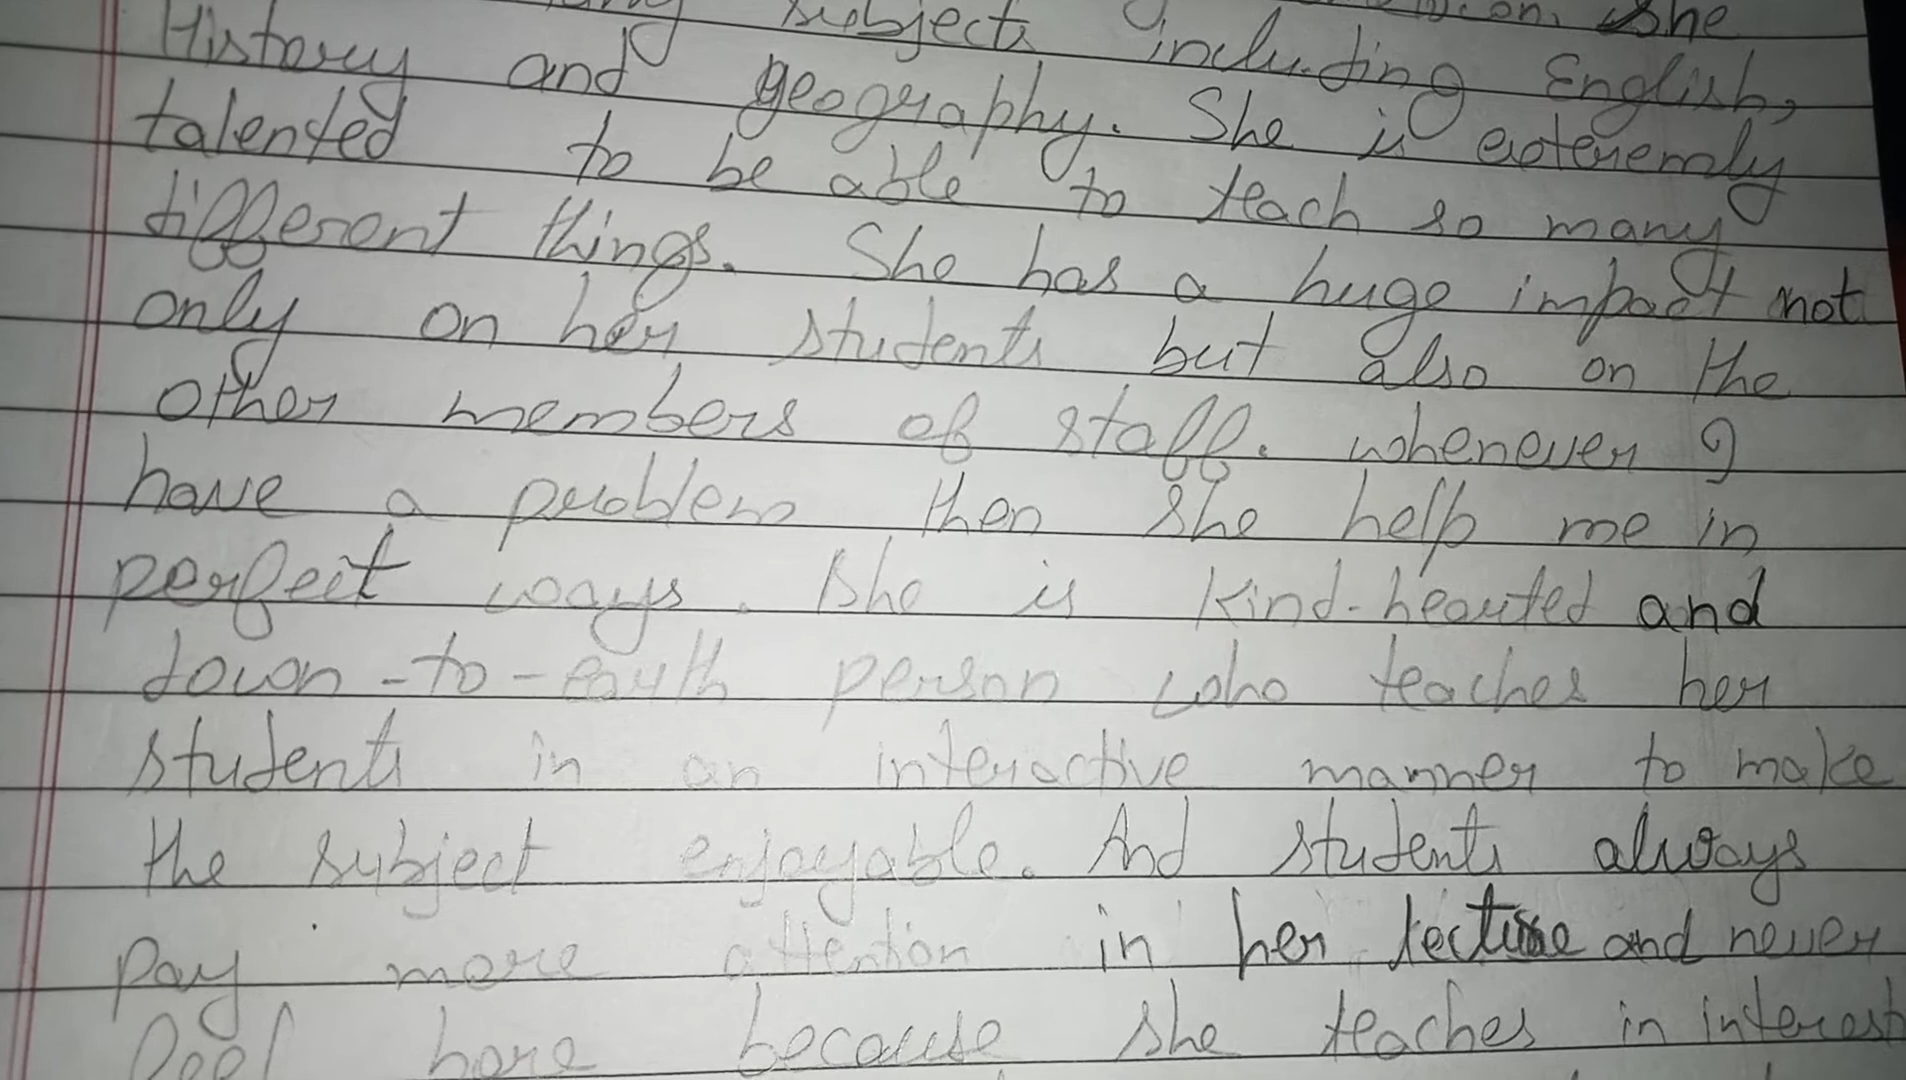 subjects including English,
History and geography. She is exteremly
talented to be able to teach so many
different things. She has a huge impact not
only on her students but also on the
other members of staff. whenever I
have a problem then she help me in
perfect ways. She is kind-hearted and
down-to-earth person who teaches her
students in an interactive manner to make
the subject enjoyable. And students always
pay more attention in her lecture and never
feel bore because she teaches in interest